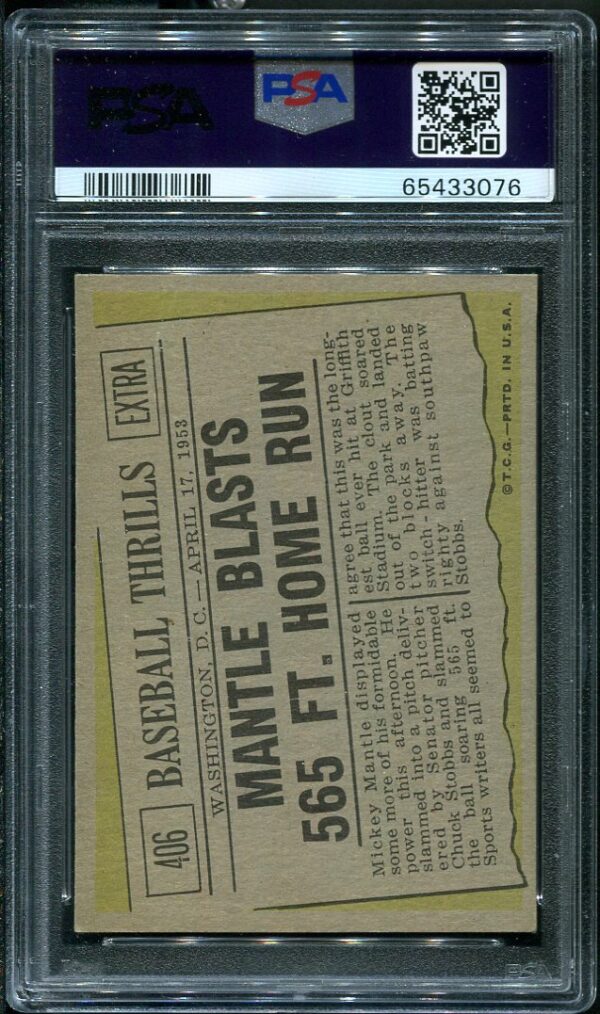 PSA
PSA
65433076
406 BASEBALL THRILLS EXTRA
WASHINGTON, D. C.—APRIL 17, 1953
MANTLE BLASTS
565 FT. HOME RUN
Mickey Mantle displayed
some more of his formidable
power this afternoon. He
slammed into a pitch deliv-
ered by Senator pitcher
Chuck Stobbs and slammed
the ball soaring 565 ft.
Sports writers all seemed to
agree that this was the long-
est ball ever hit at Griffith
Stadium. The clout soared
out of the park and landed
two blocks away. The
switch-hitter was batting
righty against southpaw
Stobbs.
©T.C.G.—PRTD. IN U.S.A.
PSA